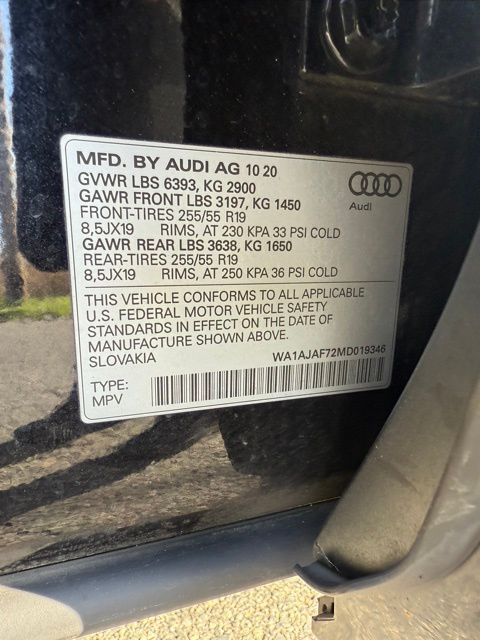 MFD. BY AUDI AG 10 20
GVWR LBS 6393, KG 2900
GAWR FRONT LBS 3197, KG 1450
FRONT-TIRES 255/55 R19
8,5JX19 RIMS, AT 230 KPA 33 PSI COLD
GAWR REAR LBS 3638, KG 1650
REAR-TIRES 255/55 R19
8,5JX19 RIMS, AT 250 KPA 36 PSI COLD
Audi
THIS VEHICLE CONFORMS TO ALL APPLICABLE
U.S. FEDERAL MOTOR VEHICLE SAFETY
STANDARDS IN EFFECT ON THE DATE OF
MANUFACTURE SHOWN ABOVE.
SLOVAKIA WA1AJAF72MD019346
TYPE:
MPV